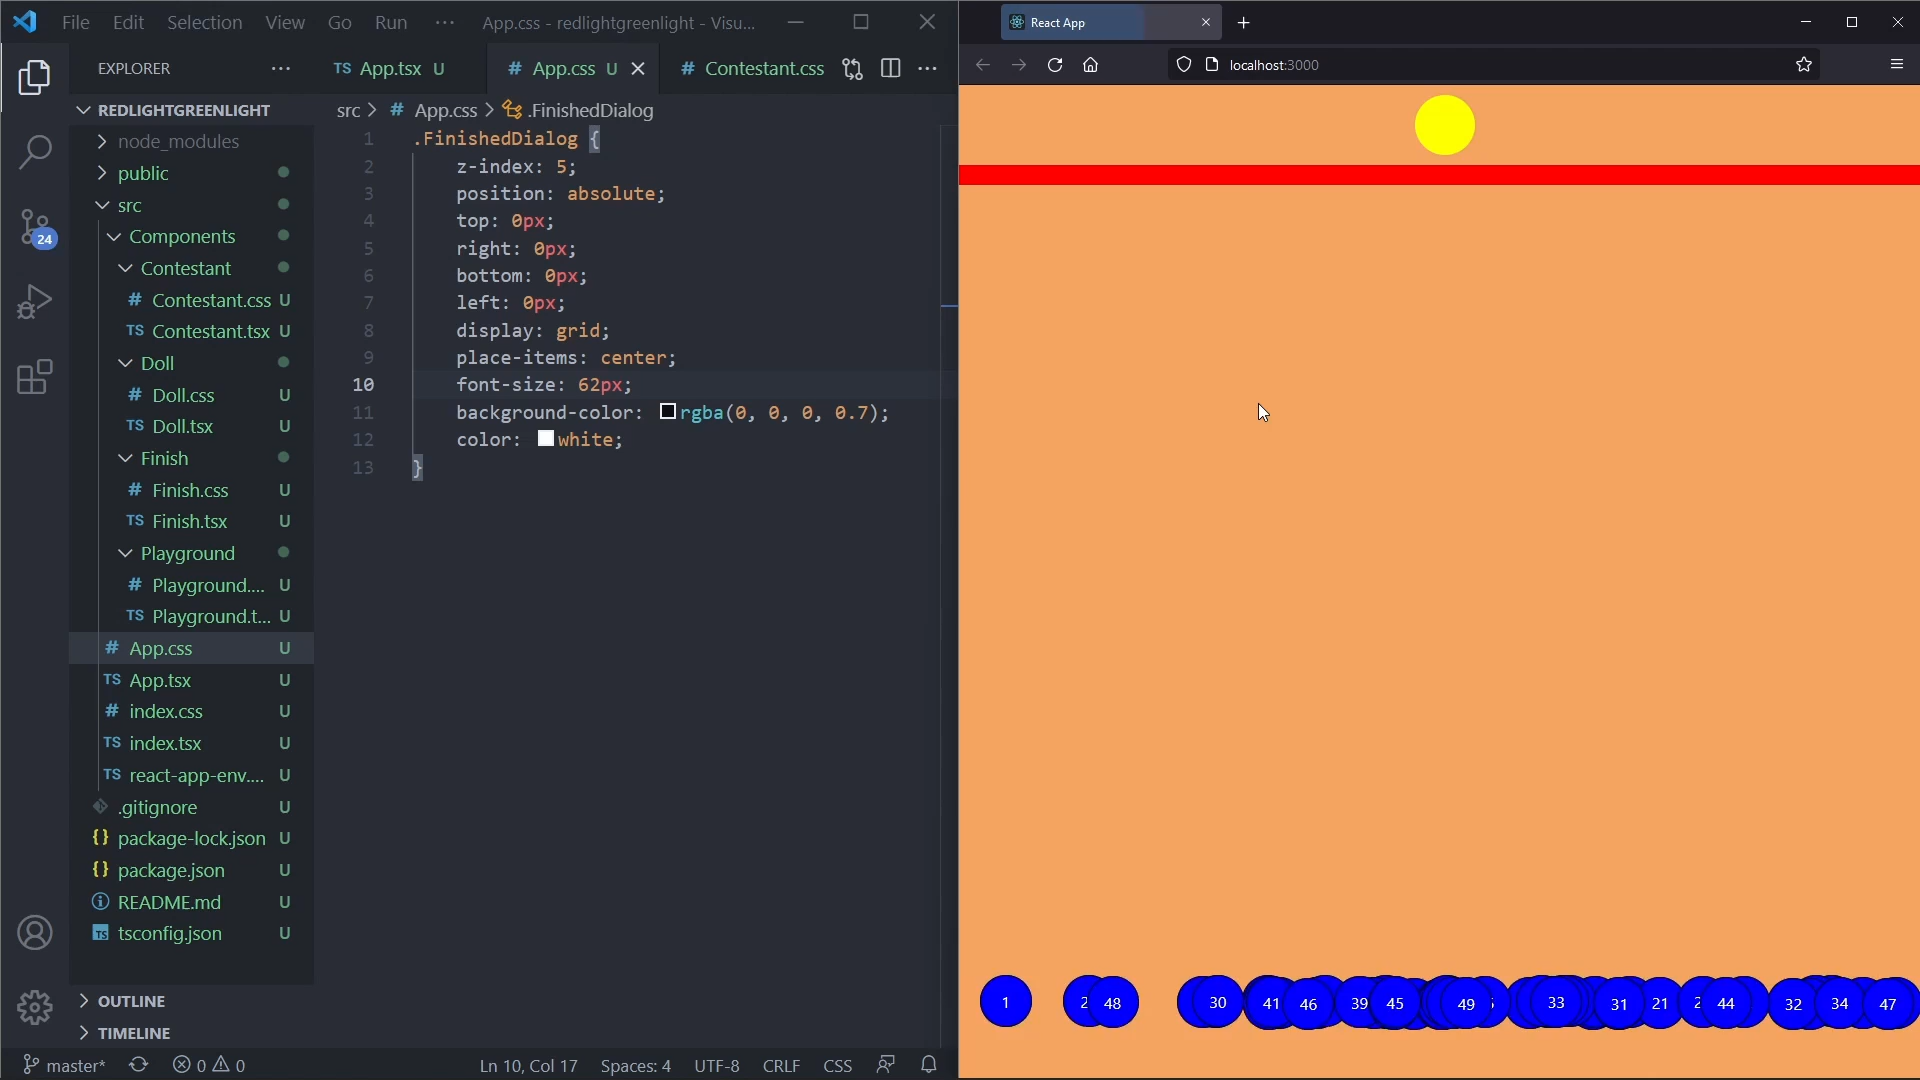 File Edit Selection View Go Run ··· App.css - redlightgreenlight - Visu...
EXPLORER ···
REDLIGHTGREENLIGHT
node_modules
public
src
Components
Contestant
# Contestant.css U
TS Contestant.tsx U
Doll
# Doll.css U
TS Doll.tsx U
Finish
# Finish.css U
TS Finish.tsx U
Playground
# Playground.... U
TS Playground.t... U
# App.css U
TS App.tsx U
# index.css U
TS index.tsx U
TS react-app-env.... U
.gitignore U
{} package-lock.json U
{} package.json U
README.md U
TS tsconfig.json U
OUTLINE
TIMELINE
24
TS App.tsx U # App.css U # Contestant.css ···
src > # App.css > .FinishedDialog
1 .FinishedDialog {
2 z-index: 5;
3 position: absolute;
4 top: 0px;
5 right: 0px;
6 bottom: 0px;
7 left: 0px;
8 display: grid;
9 place-items: center;
10 font-size: 62px;
11 background-color: rgba(0, 0, 0, 0.7);
12 color: white;
13 }
master* 0 0 Ln 10, Col 17 Spaces: 4 UTF-8 CRLF CSS
React App
localhost:3000
1 48 30 41 46 39 45 49 33 31 21 44 32 34 47